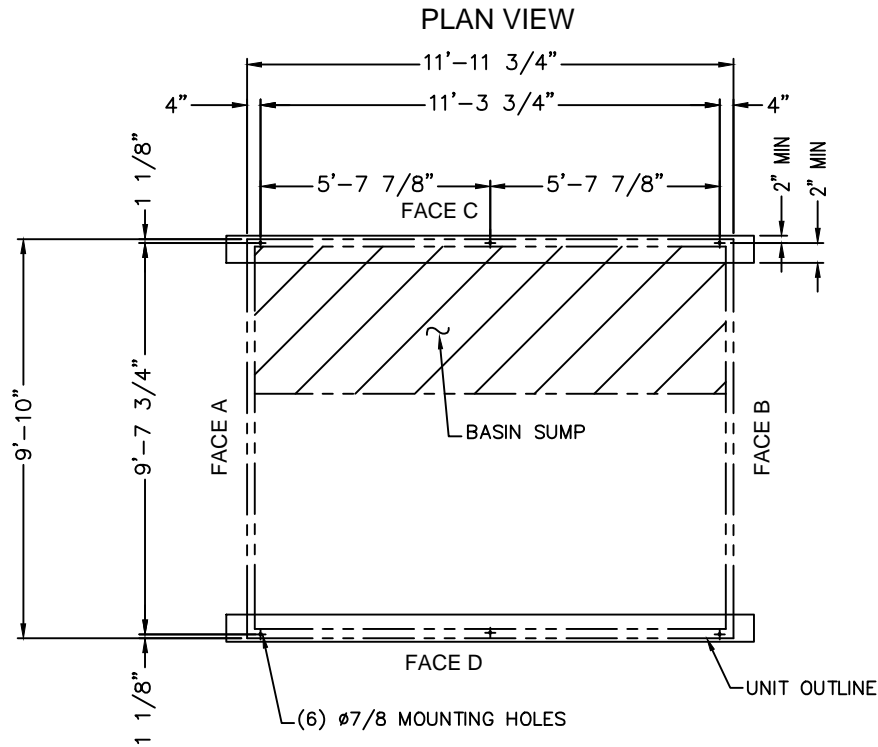 PLAN VIEW
11'-11 3/4"
4"
11'-3 3/4"
4"
1 1/8"
2" MIN
2" MIN
5'-7 7/8"
5'-7 7/8"
FACE C
9'-10"
9'-7 3/4"
FACE A
FACE B
BASIN SUMP
FACE D
UNIT OUTLINE
1 1/8"
(6) ø7/8 MOUNTING HOLES